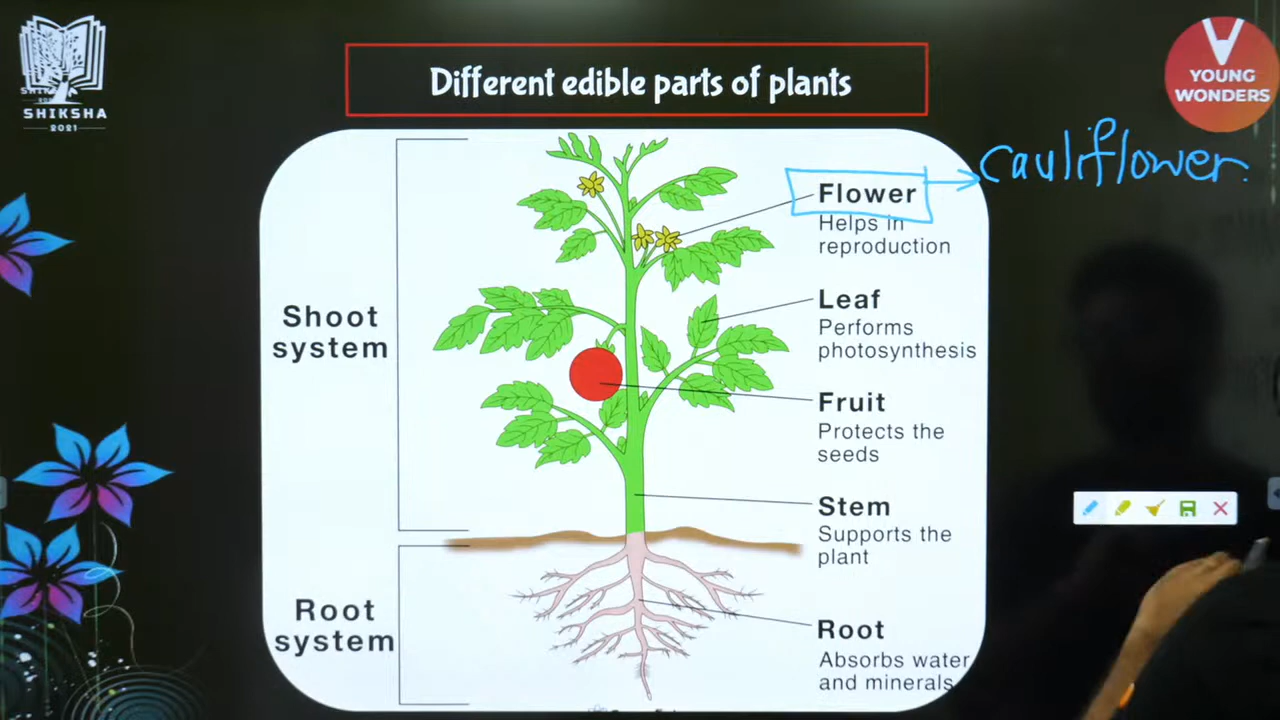 SHIKSHA
2021
Different edible parts of plants
YOUNG
WONDERS
cauliflower.
Flower
Helps in
reproduction
Leaf
Performs
photosynthesis
Shoot
system
Fruit
Protects the
seeds
Stem
Supports the
plant
Root
system
Root
Absorbs water
and minerals